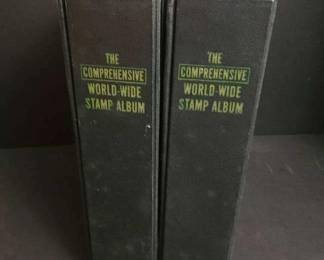 THE
COMPREHENSIVE
WORLD-WIDE
STAMP ALBUM
THE
COMPREHENSIVE
WORLD-WIDE
STAMP ALBUM